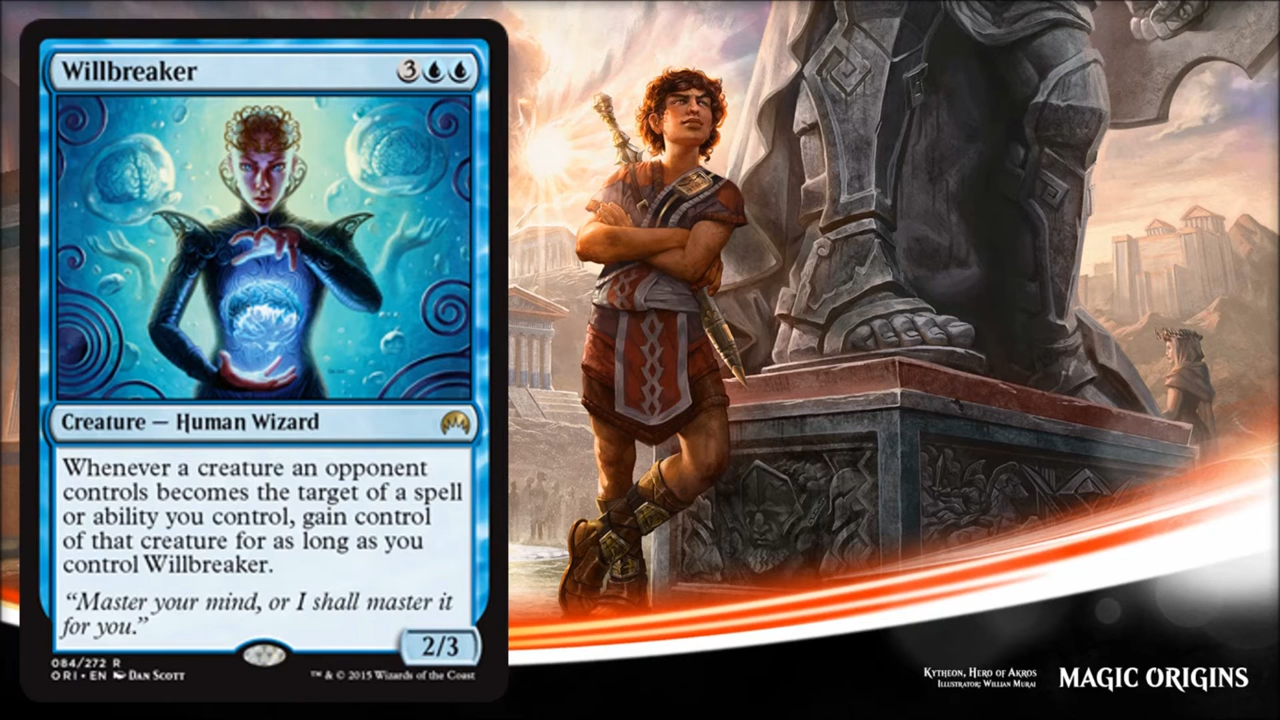 Willbreaker
3
Creature — Human Wizard
Whenever a creature an opponent
controls becomes the target of a spell
or ability you control, gain control
of that creature for as long as you
control Willbreaker.
“Master your mind, or I shall master it
for you.”
2/3
084/272 R
ORI • EN DAN SCOTT
™ & © 2015 Wizards of the Coast
KYTHEON, HERO OF AKROS
ILLUSTRATOR: WILLIAN MURAI
MAGIC ORIGINS